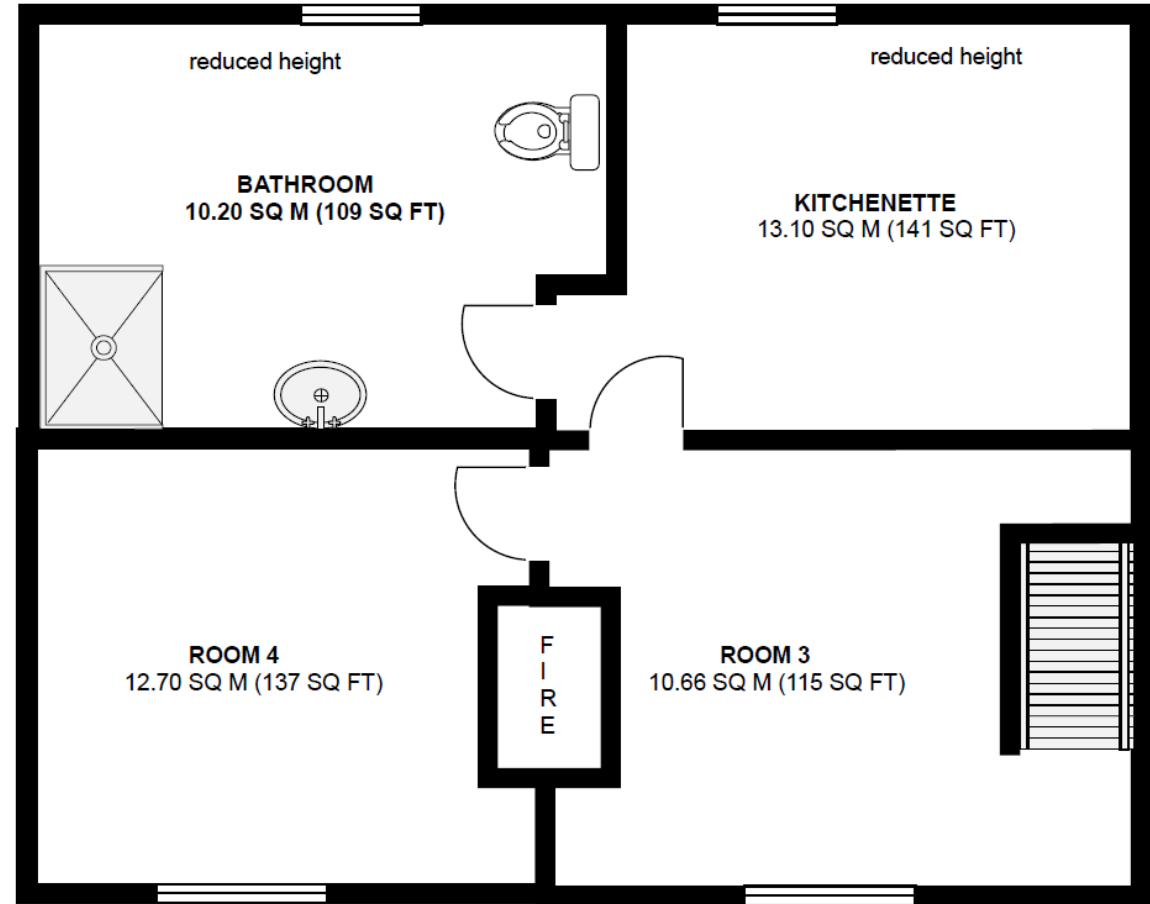 reduced height
reduced height
BATHROOM
10.20 SQ M (109 SQ FT)
KITCHENETTE
13.10 SQ M (141 SQ FT)
ROOM 4
12.70 SQ M (137 SQ FT)
F
I
R
E
ROOM 3
10.66 SQ M (115 SQ FT)